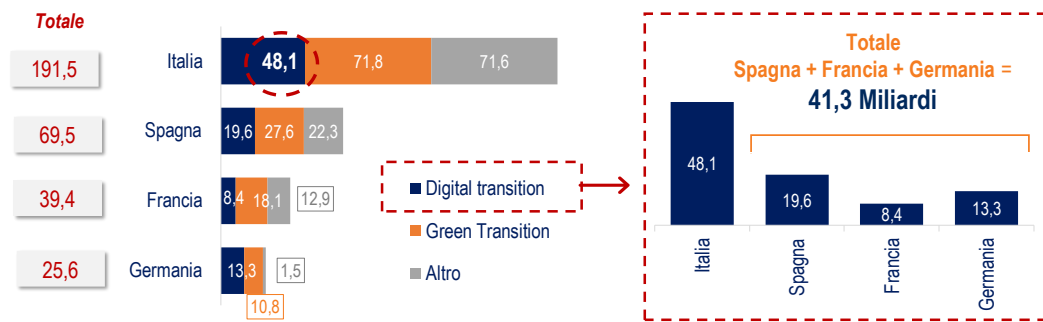 Totale
191,5
Italia
48,1
71,8
71,6
69,5
Spagna
19,6
27,6
22,3
39,4
Francia
8,4
18,1
12,9
25,6
Germania
13,3
1,5
10,8
Digital transition
Green Transition
Altro
Totale
Spagna + Francia + Germania =
41,3 Miliardi
48,1
19,6
8,4
13,3
Italia
Spagna
Francia
Germania